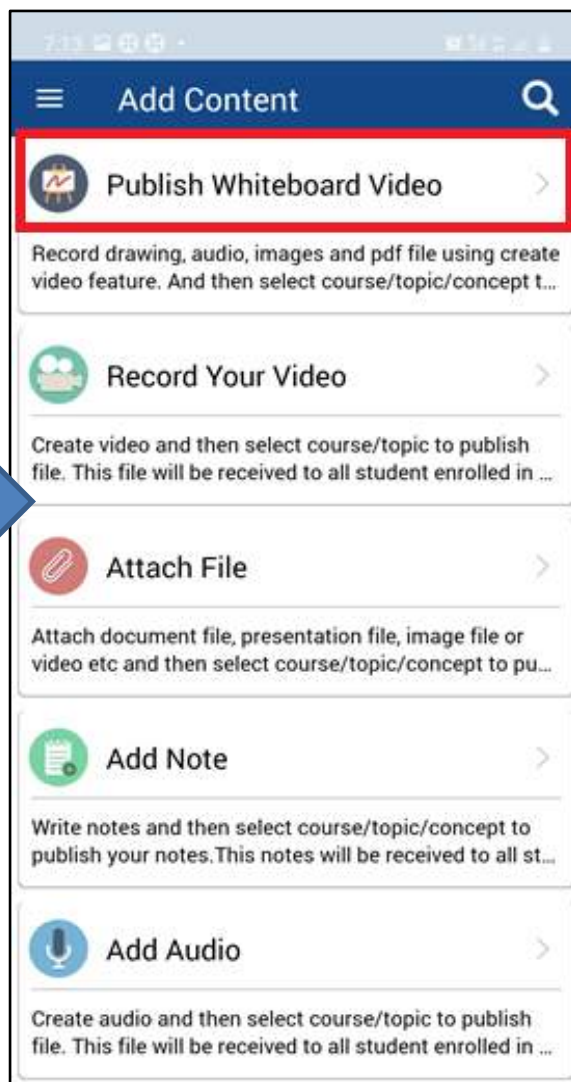 7:13
Add Content
Publish Whiteboard Video
Record drawing, audio, images and pdf file using create
video feature. And then select course/topic/concept t...
Record Your Video
Create video and then select course/topic to publish
file. This file will be received to all student enrolled in ...
Attach File
Attach document file, presentation file, image file or
video etc and then select course/topic/concept to pu...
Add Note
Write notes and then select course/topic/concept to
publish your notes.This notes will be received to all st...
Add Audio
Create audio and then select course/topic to publish
file. This file will be received to all student enrolled in ...